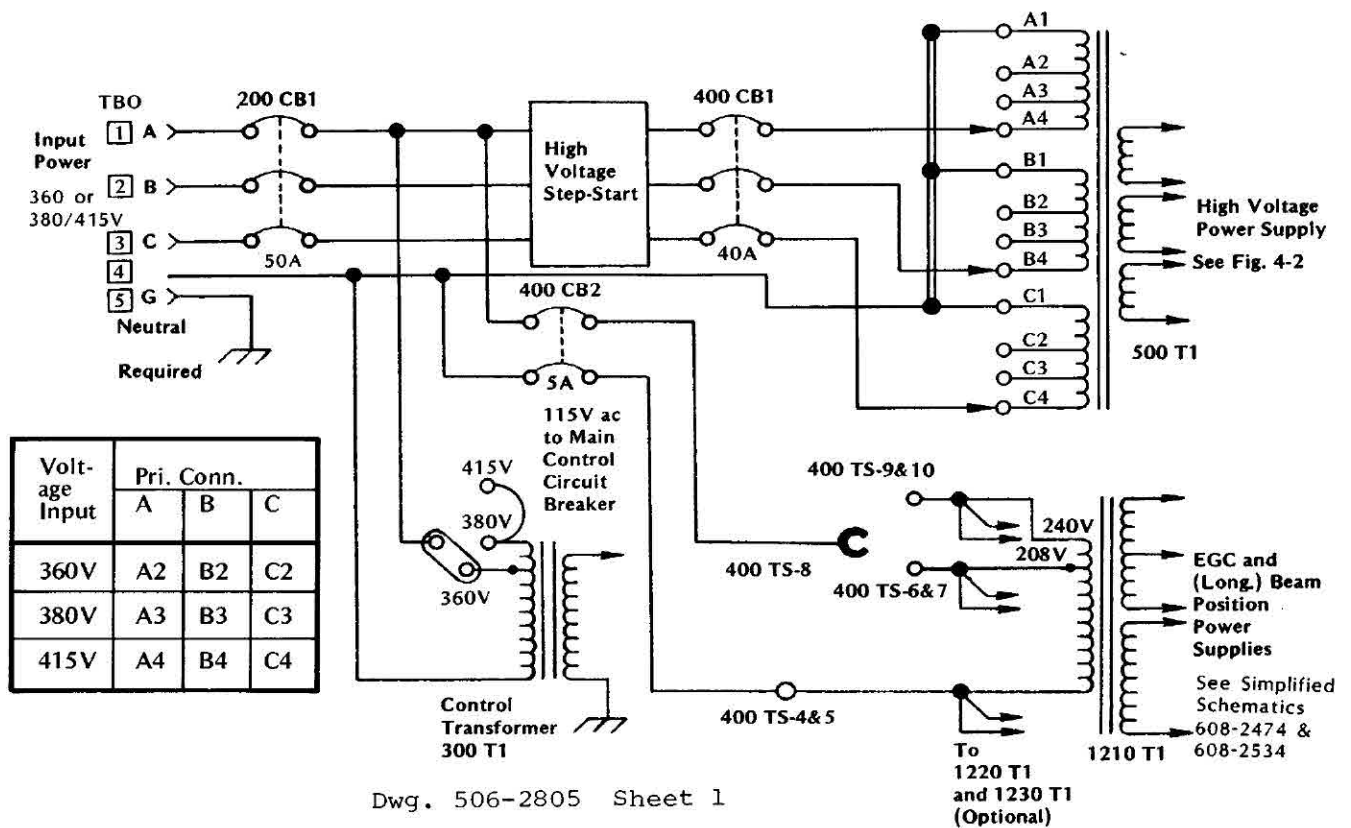 TBO
Input
Power
360 or
380/415V
1 A
2 B
3 C
4
5 G
Neutral
Required
200 CB1
50A
High
Voltage
Step-Start
400 CB1
40A
400 CB2
5A
A1
A2
A3
A4
B1
B2
B3
B4
C1
C2
C3
C4
High Voltage
Power Supply
See Fig. 4-2
500 T1
Volt-
age
Input
Pri. Conn.
A B C
360V A2 B2 C2
380V A3 B3 C3
415V A4 B4 C4
115V ac
to Main
Control
Circuit
Breaker
415V
380V
360V
Control
Transformer
300 T1
400 TS-9&10
400 TS-8
400 TS-6&7
400 TS-4&5
240V
208V
EGC and
(Long.) Beam
Position
Power
Supplies
See Simplified
Schematics
608-2474 &
608-2534
1210 T1
To
1220 T1
and 1230 T1
(Optional)
Dwg. 506-2805 Sheet 1